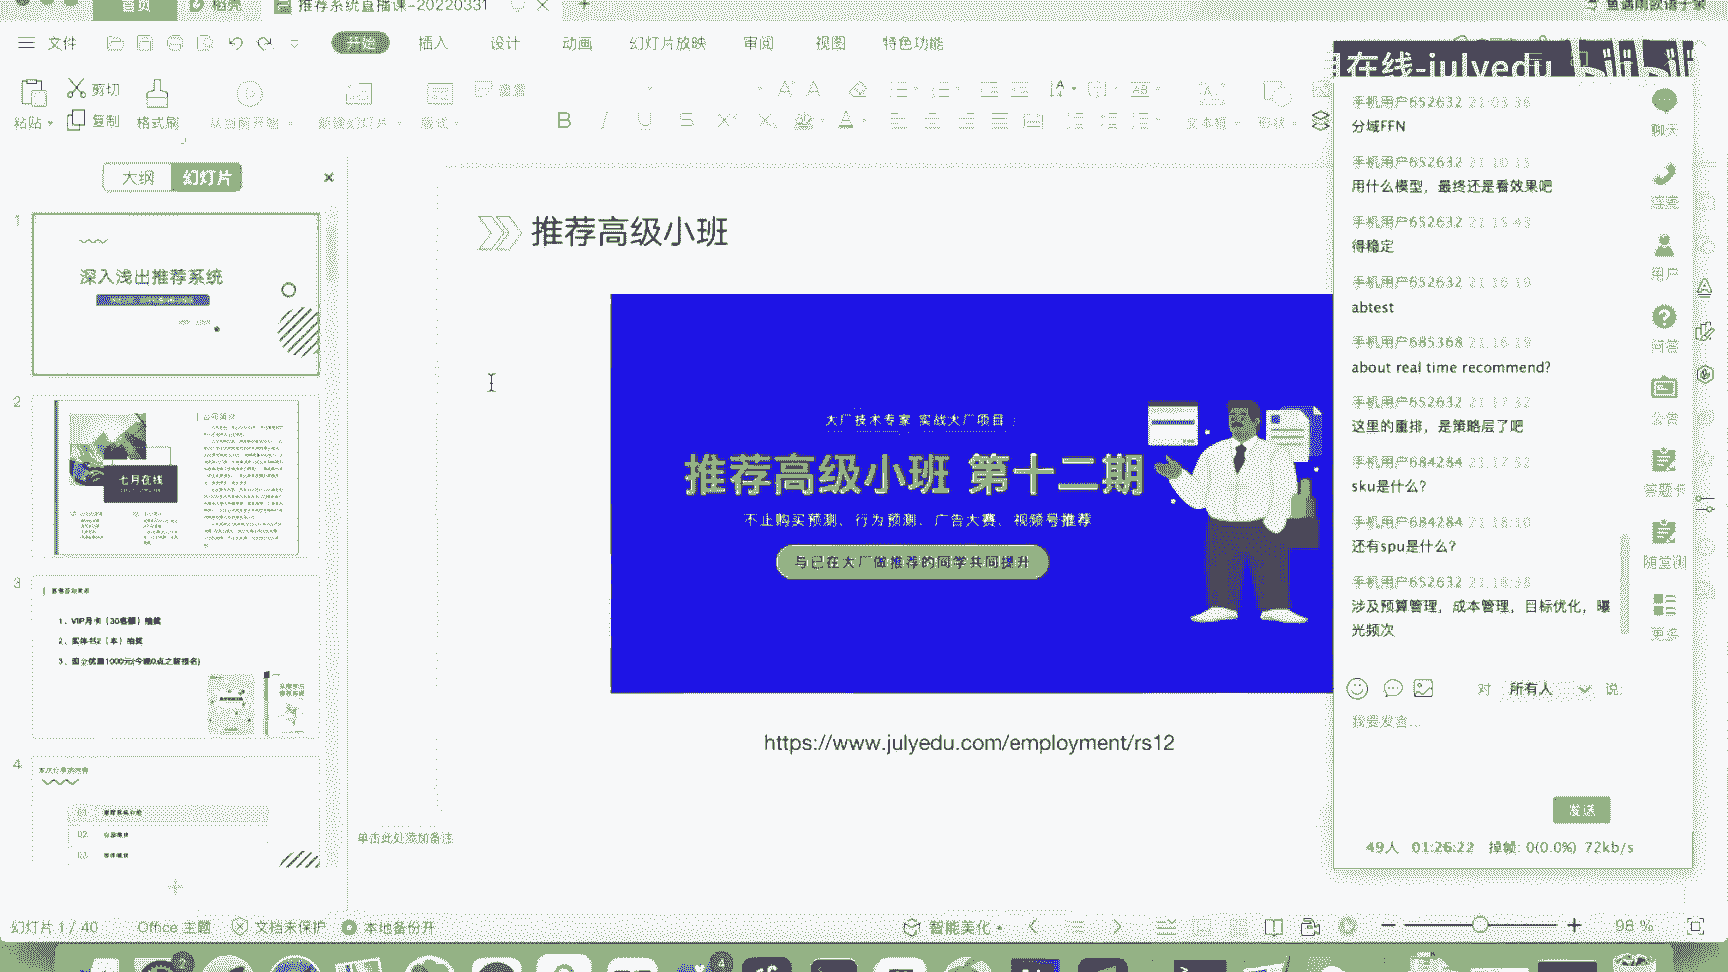 首页
稻壳
推荐系统直播课-20220331
文件
开始
插入
设计
动画
幻灯片放映
审阅
视图
特色功能
粘贴
剪切
复制
格式刷
从当前开始
新建幻灯片
版式
重置
文本框
形状
大纲
幻灯片
1
深入浅出推荐系统
2
七月在线
3
1、VIP月卡（30名额）抽奖
2、实体书2（本）抽奖
4
01
02
03
推荐高级小班
大厂技术专家 实战大厂项目
推荐高级小班 第十二期
不止购买预测、行为预测、广告大赛、视频号推荐
与已在大厂做推荐的同学共同提升
https://www.julyedu.com/employment/rs12
单击此处添加备注
在线-julyedu
bilibili
手机用户652632 21:05:36
分域FFN
手机用户652632 21:10:15
用什么模型，最终还是看效果吧
手机用户652632 21:15:43
得稳定
手机用户652632 21:16:19
abtest
手机用户685368 21:16:19
about real time recommend?
手机用户652632 21:17:32
这里的重排，是策略层了吧
手机用户684284 21:17:52
sku是什么?
手机用户684284 21:18:10
还有spu是什么?
手机用户652632 21:18:38
涉及预算管理，成本管理，目标优化，曝
光频次
聊天
连麦
用户
问答
公告
答题卡
随堂测
更多
对 所有人 说:
我要发言...
发送
49人 01:26:22 掉帧: 0(0.0%) 72kb/s
幻灯片 1 / 40
Office 主题
文档未保护
本地备份开
智能美化
98 %